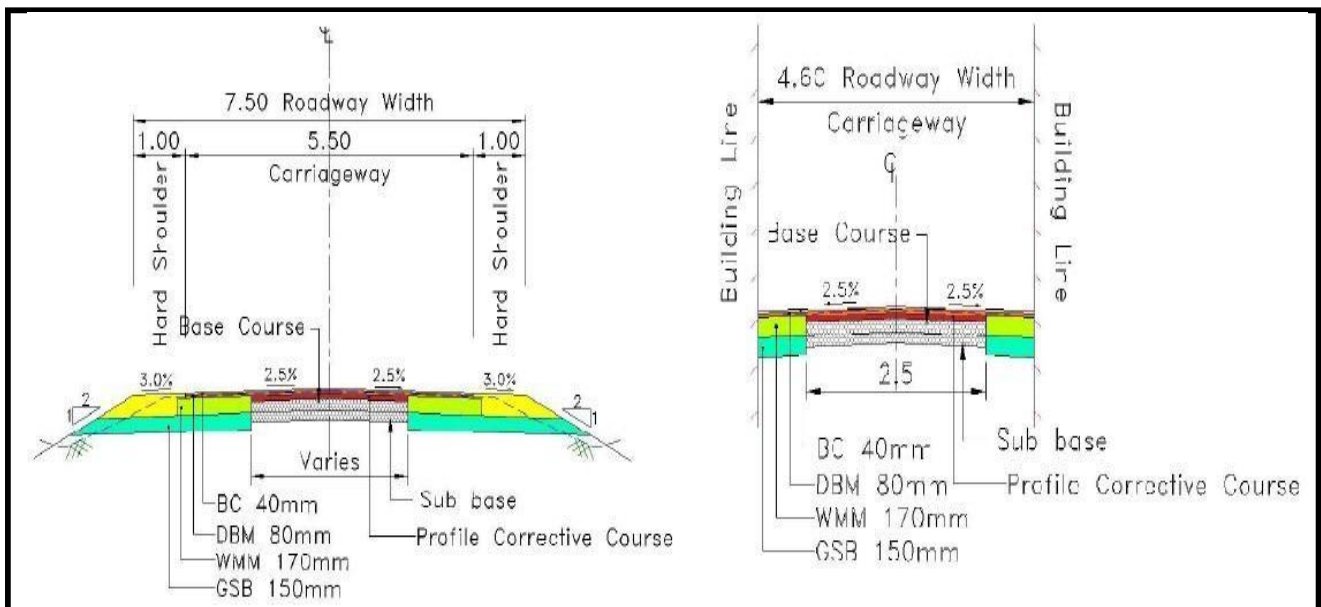 ℄
7.50 Roadway Width
1.00
5.50
1.00
Carriageway
Hard Shoulder
Hard Shoulder
Base Course
3.0%
2.5%
2.5%
3.0%
2
1
2
1
Varies
Sub base
BC 40mm
DBM 80mm
Profile Corrective Course
WMM 170mm
GSB 150mm
4.60 Roadway Width
Carriageway
℄
Building Lire
Building Lire
Base Course
2.5%
2.5%
2.5
Sub base
BC 40mm
DBM 80mm
Profile Corrective Course
WMM 170mm
GSB 150mm